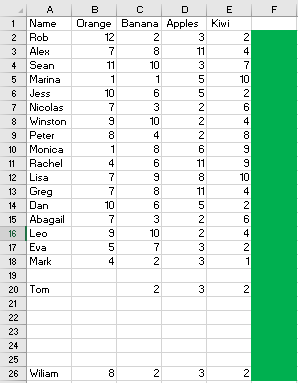 A B C D E F
1 Name Orange Banana Apples Kiwi
2 Rob 12 2 3 2
3 Alex 7 8 11 4
4 Sean 11 10 3 7
5 Marina 1 1 5 10
6 Jess 10 6 5 2
7 Nicolas 7 3 2 6
8 Winston 9 10 2 4
9 Peter 8 4 2 8
10 Monica 1 8 6 9
11 Rachel 4 6 11 9
12 Lisa 7 9 8 10
13 Greg 7 8 11 4
14 Dan 10 6 5 2
15 Abagail 7 3 2 6
16 Leo 9 10 2 4
17 Eva 5 7 3 2
18 Mark 4 2 3 1
19
20 Tom 2 3 2
21
22
23
24
25
26 Wiliam 8 2 3 2